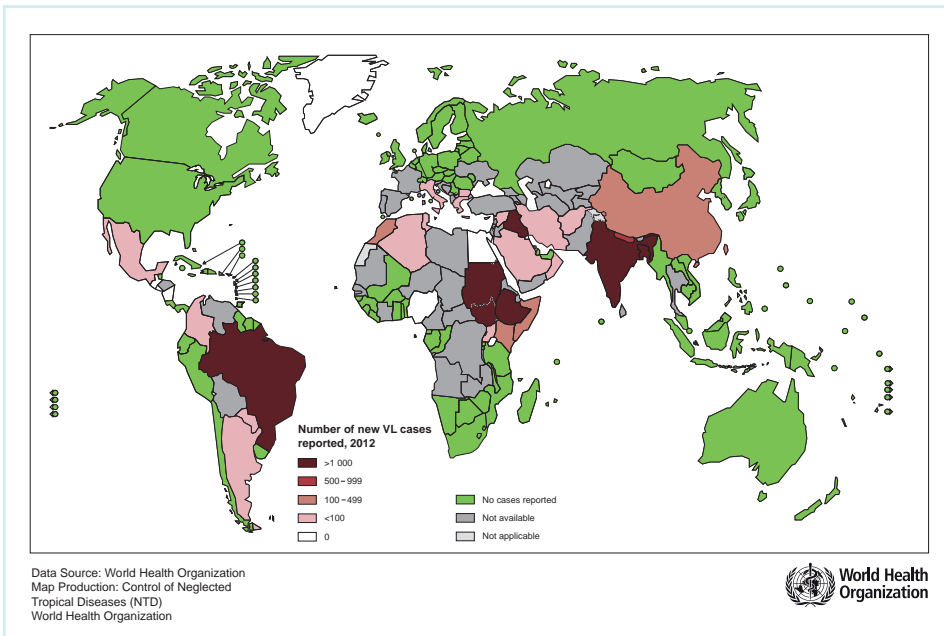 Number of new VL cases
reported, 2012
>1 000
500–999
100–499
<100
0
No cases reported
Not available
Not applicable
Data Source: World Health Organization
Map Production: Control of Neglected
Tropical Diseases (NTD)
World Health Organization
World Health
Organization